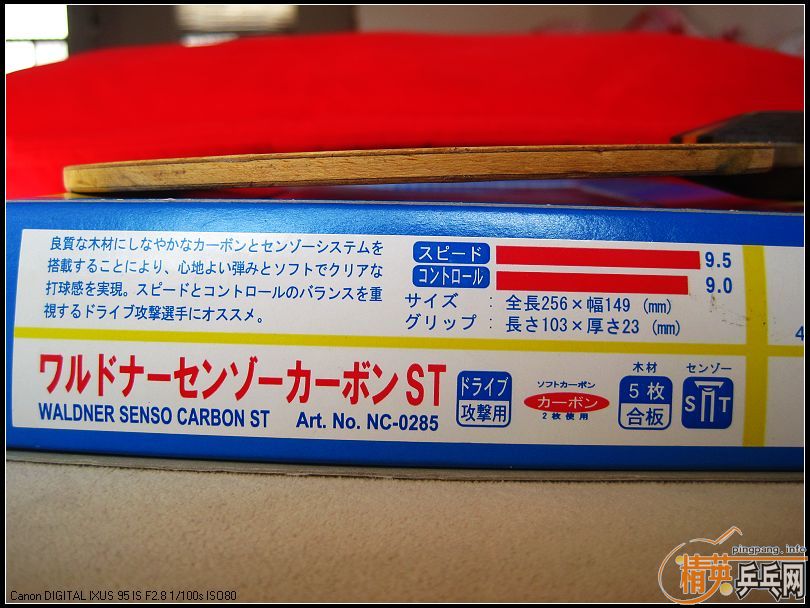 良質な木材にしなやかなカーボンとセンゾーシステムを
搭載することにより、心地よい弾みとソフトでクリアな
打球感を実現。スピードとコントロールのバランスを重
視するドライブ攻撃選手にオススメ。
スピード 9.5
コントロール 9.0
サイズ : 全長256×幅149 (㎜)
グリップ : 長さ103×厚さ23 (㎜)
4
ワルドナーセンゾーカーボンST
WALDNER SENSO CARBON ST Art. No. NC-0285
ドライブ
攻撃用
ソフトカーボン
カーボン
2枚使用
木材
5枚
合板
センゾー
S T
pingpang.info
精英乒乓网
Canon DIGITAL IXUS 95 IS F2.8 1/100s ISO80